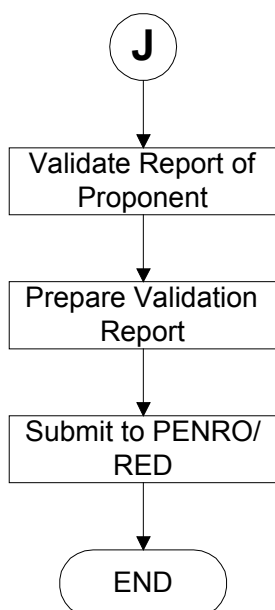 J
Validate Report of
Proponent
Prepare Validation
Report
Submit to PENRO/
RED
END